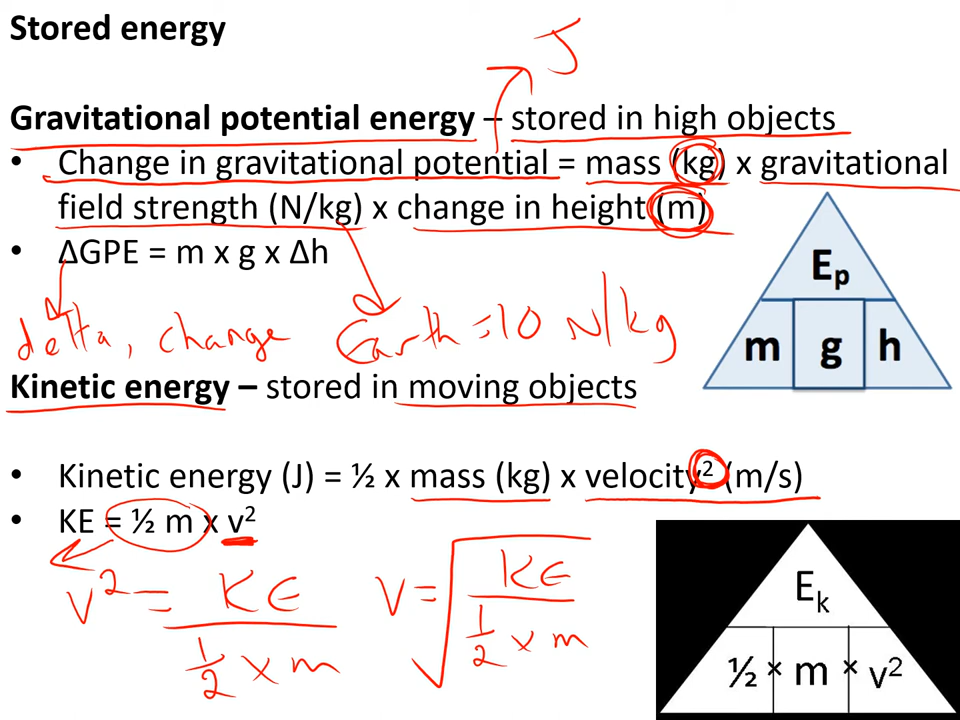 Stored energy
J
Gravitational potential energy – stored in high objects
• Change in gravitational potential = mass (kg) x gravitational
field strength (N/kg) x change in height (m)
• ΔGPE = m x g x Δh
delta, change Earth = 10 N/kg
Ep
m g h
Kinetic energy – stored in moving objects
• Kinetic energy (J) = ½ x mass (kg) x velocity² (m/s)
• KE = ½ m x v²
v² = KE / ½ x m
v = √(KE / ½ x m)
Ek
½ × m × v²